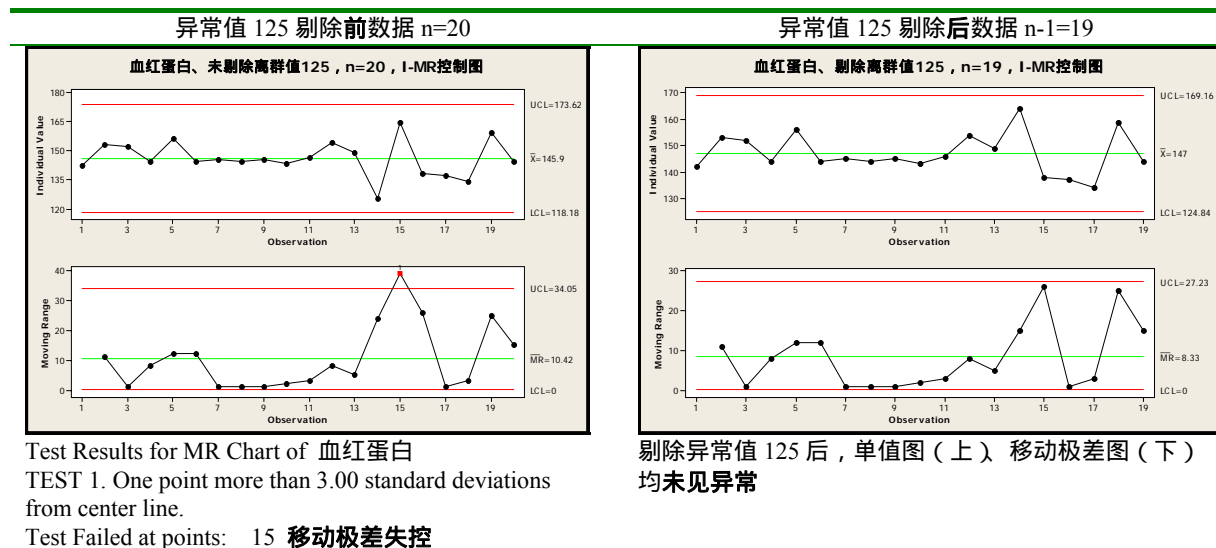 异常值 125 剔除前数据 n=20
血红蛋白、未剔除离群值125，n=20，I-MR控制图
180
165
150
135
120
Individual Value
UCL=173.62
X=145.9
LCL=118.18
1 3 5 7 9 11 13 15 17 19
Observation
40
30
20
10
0
Moving Range
1
UCL=34.05
MR=10.42
LCL=0
1 3 5 7 9 11 13 15 17 19
Observation
Test Results for MR Chart of 血红蛋白
TEST 1. One point more than 3.00 standard deviations
from center line.
Test Failed at points: 15 移动极差失控
异常值 125 剔除后数据 n-1=19
血红蛋白、剔除离群值125，n=19，I-MR控制图
170
160
150
140
130
Individual Value
UCL=169.16
X=147
LCL=124.84
1 3 5 7 9 11 13 15 17 19
Observation
30
20
10
0
Moving Range
UCL=27.23
MR=8.33
LCL=0
1 3 5 7 9 11 13 15 17 19
Observation
剔除异常值 125 后，单值图（上）、移动极差图（下）
均未见异常